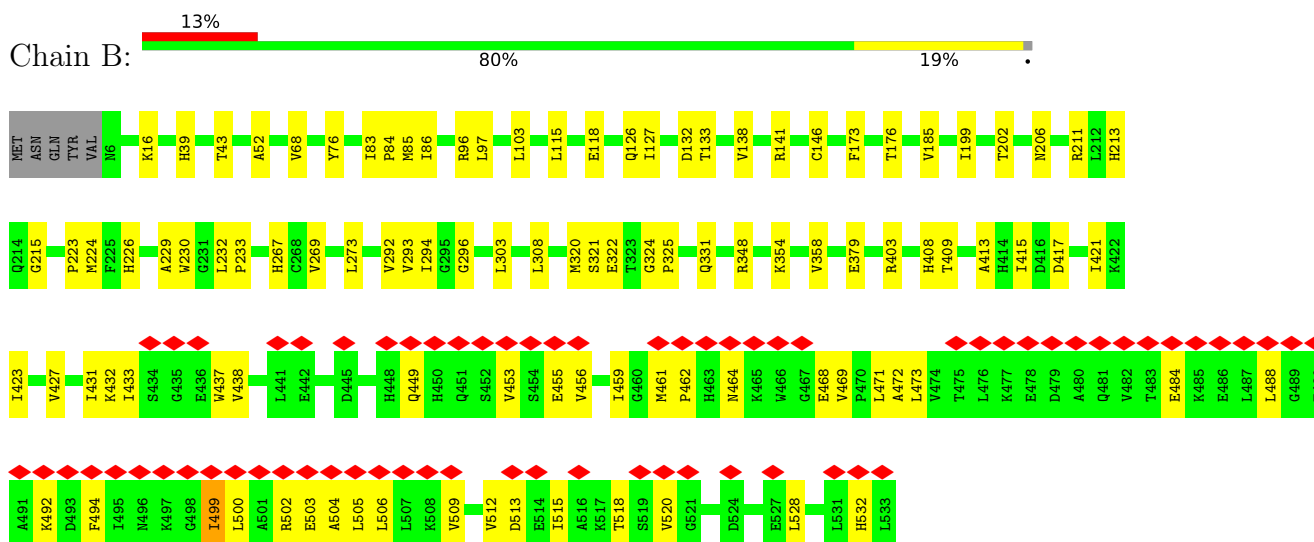 13%
Chain B:
80% 19% •
MET ASN GLN TYR VAL N6 K16 H39 T43 A52 V68 Y76 I83 P84 M85 I86 R96 L97 L103 L115 E118 Q126 I127 D132 T133 V138 R141 C146 F173 T176 V185 I199 T202 N206 R211 L212 H213
Q214 G215 P223 M224 F225 H226 A229 W230 G231 L232 P233 H267 C268 V269 L273 V292 V293 I294 G295 G296 L303 L308 M320 S321 E322 T323 G324 P325 Q331 R348 K354 V358 E379 R403 H408 T409 A413 H414 I415 D416 D417 I421 K422
I423 V427 I431 K432 I433 S434 G435 E436 W437 V438 L441 E442 D445 H448 Q449 H450 Q451 S452 V453 S454 E455 V456 I459 G460 M461 P462 H463 N464 K465 W466 G467 E468 V469 P470 L471 A472 L473 V474 T475 L476 K477 E478 D479 A480 Q481 V482 T483 E484 K485 E486 L487 L488 G489
A491 K492 D493 F494 I495 N496 K497 G498 I499 L500 A501 R502 E503 A504 L505 L506 L507 K508 V509 V512 D513 E514 I515 A516 K517 T518 S519 V520 G521 D524 E527 L528 L531 H532 L533